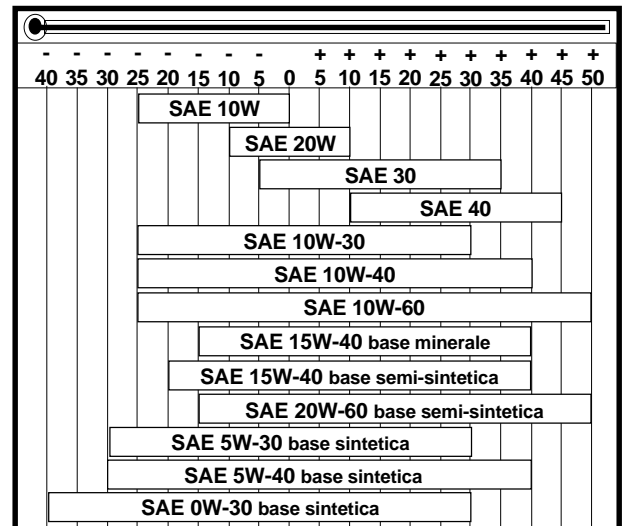 - - - - - - - - + + + + + + + + + +
40 35 30 25 20 15 10 5 0 5 10 15 20 25 30 35 40 45 50
SAE 10W
SAE 20W
SAE 30
SAE 40
SAE 10W-30
SAE 10W-40
SAE 10W-60
SAE 15W-40 base minerale
SAE 15W-40 base semi-sintetica
SAE 20W-60 base semi-sintetica
SAE 5W-30 base sintetica
SAE 5W-40 base sintetica
SAE 0W-30 base sintetica